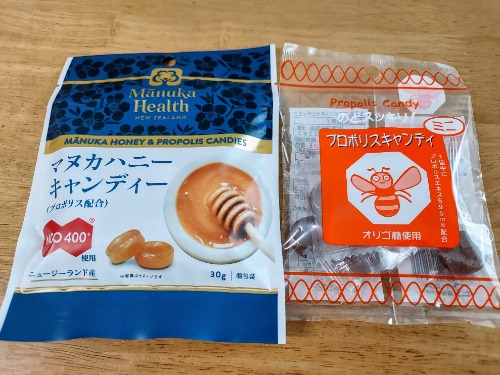 Mānuka
Health
NEW ZEALAND
MĀNUKA HONEY & PROPOLIS CANDIES
マヌカハニー
キャンディー
(プロポリス配合)
400+
使用
ニュージーランド産
30g
個包装
Propolis Candy
のどスッキリ!
ミニ
プロポリスキャンディ
オリゴ糖使用